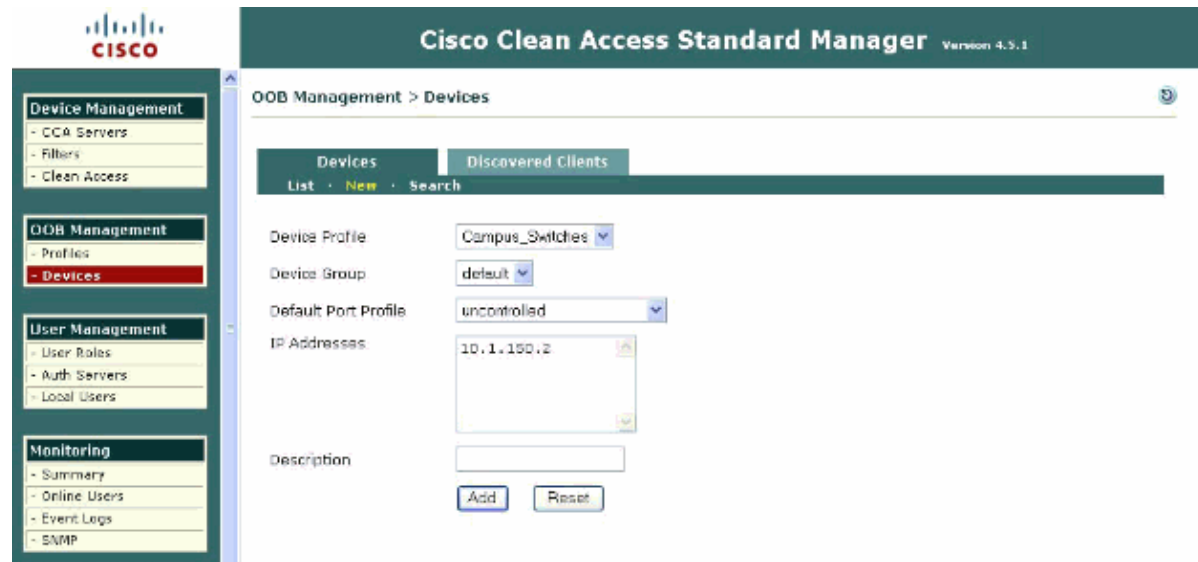 CISCO
Cisco Clean Access Standard Manager Version 4.5.1
Device Management
- CCA Servers
- Filters
- Clean Access
OOB Management
- Profiles
- Devices
User Management
- User Roles
- Auth Servers
- Local Users
Monitoring
- Summary
- Online Users
- Event Logs
- SNMP
OOB Management > Devices
Devices
Discovered Clients
List · New · Search
Device Profile Campus_Switches
Device Group default
Default Port Profile uncontrolled
IP Addresses 10.1.150.2
Description
Add Reset